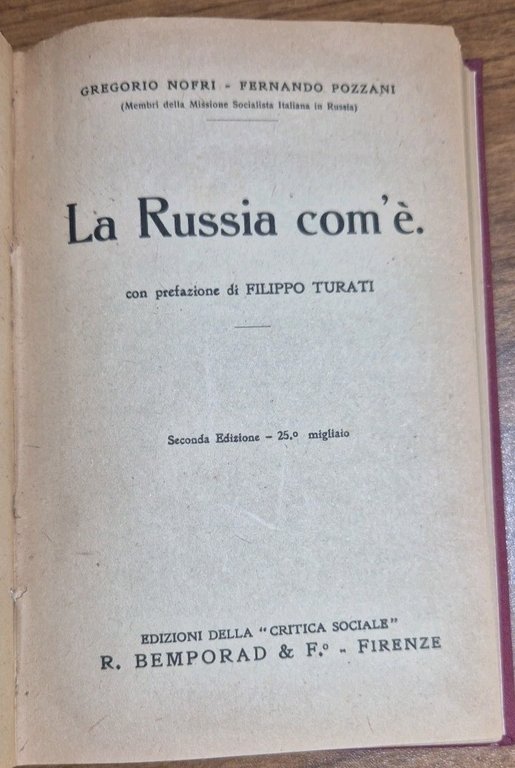 GREGORIO NOFRI - FERNANDO POZZANI
(Membri della Missione Socialista Italiana in Russia)
La Russia com'è.
con prefazione di FILIPPO TURATI
Seconda Edizione - 25.º migliaio
EDIZIONI DELLA "CRITICA SOCIALE"
R. BEMPORAD & F.º - FIRENZE